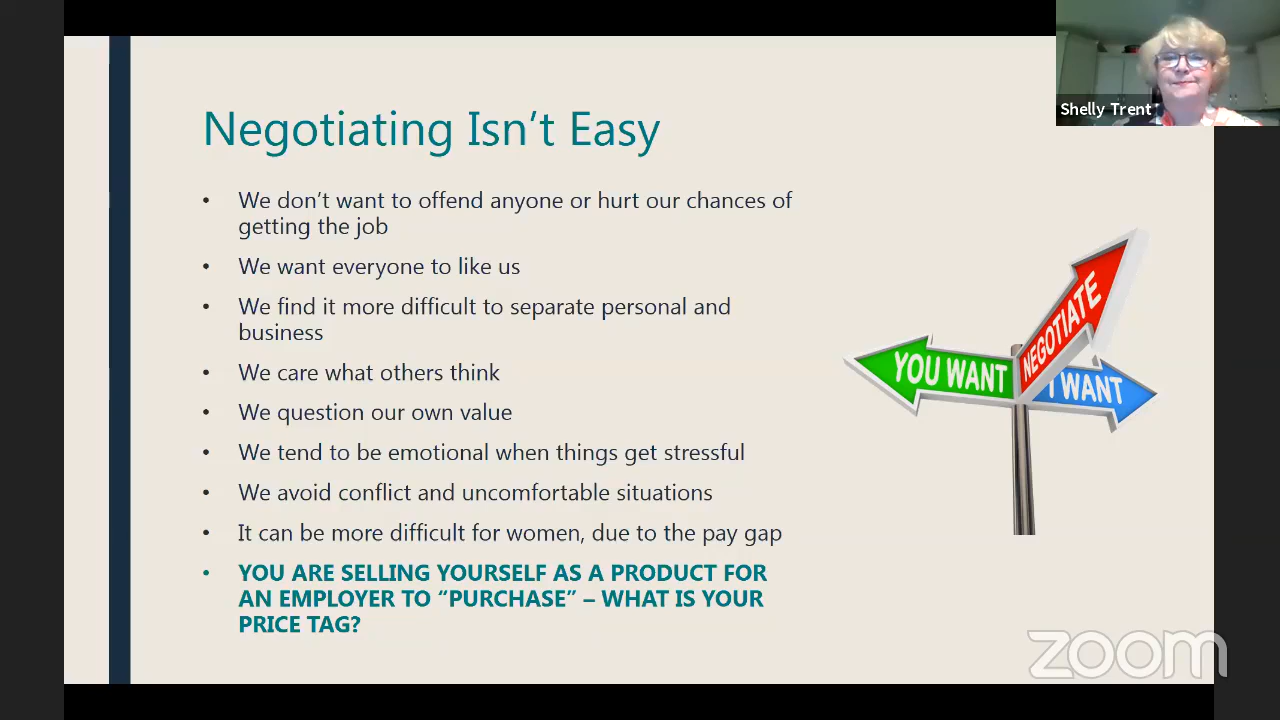 Shelly Trent
Negotiating Isn’t Easy
• We don’t want to offend anyone or hurt our chances of
getting the job
• We want everyone to like us
• We find it more difficult to separate personal and
business
• We care what others think
• We question our own value
• We tend to be emotional when things get stressful
• We avoid conflict and uncomfortable situations
• It can be more difficult for women, due to the pay gap
• YOU ARE SELLING YOURSELF AS A PRODUCT FOR
AN EMPLOYER TO “PURCHASE” – WHAT IS YOUR
PRICE TAG?
NEGOTIATE
YOU WANT
I WANT
zoom